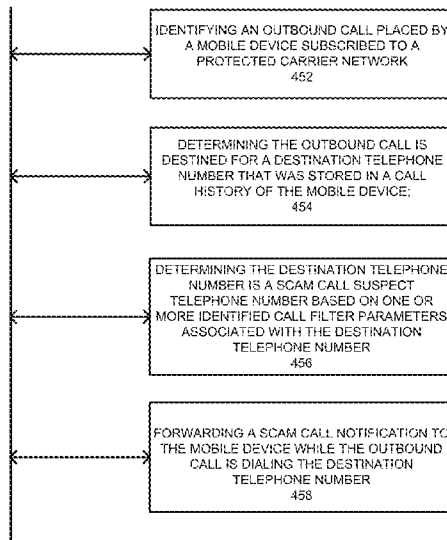 IDENTIFYING AN OUTBOUND CALL PLACED BY
A MOBILE DEVICE SUBSCRIBED TO A
PROTECTED CARRIER NETWORK
452
DETERMINING THE OUTBOUND CALL IS
DESTINED FOR A DESTINATION TELEPHONE
NUMBER THAT WAS STORED IN A CALL
HISTORY OF THE MOBILE DEVICE;
454
DETERMINING THE DESTINATION TELEPHONE
NUMBER IS A SCAM CALL SUSPECT
TELEPHONE NUMBER BASED ON ONE OR
MORE IDENTIFIED CALL FILTER PARAMETERS
ASSOCIATED WITH THE DESTINATION
TELEPHONE NUMBER
456
FORWARDING A SCAM CALL NOTIFICATION TO
THE MOBILE DEVICE WHILE THE OUTBOUND
CALL IS DIALING THE DESTINATION
TELEPHONE NUMBER
458